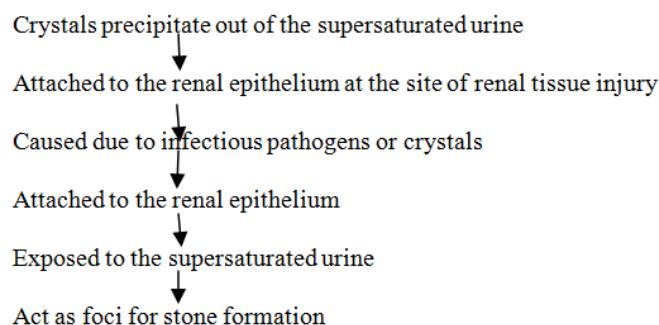 Crystals precipitate out of the supersaturated urine
Attached to the renal epithelium at the site of renal tissue injury
Caused due to infectious pathogens or crystals
Attached to the renal epithelium
Exposed to the supersaturated urine
Act as foci for stone formation